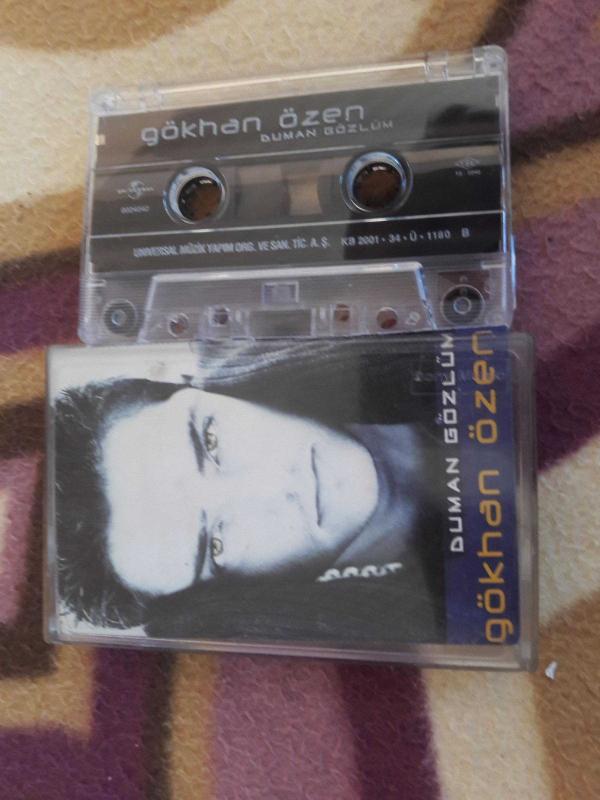 gökhan özen
DUMAN GÖZLÜM
UNIVERSAL
UNIVERSAL MÜZİK YAPIM ORG. VE SAN. TİC. A. Ş. KB 2001 · 34 · Ü · 1180 B
DUMAN GÖZLÜM
gökhan özen